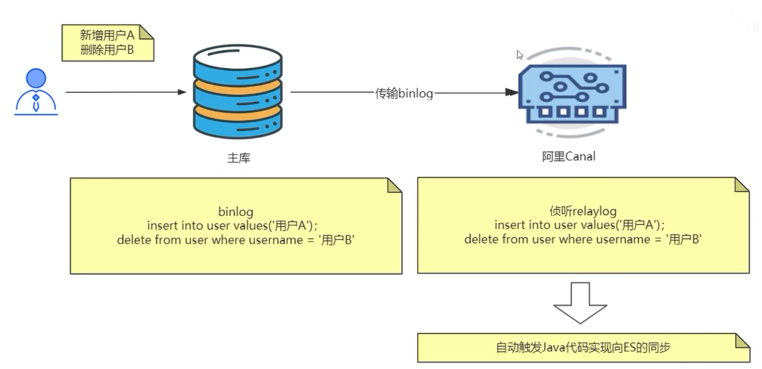 新增用户A
删除用户B
传输binlog
主库
阿里Canal
binlog
insert into user values('用户A');
delete from user where username = '用户B'
侦听relaylog
insert into user values('用户A');
delete from user where username = '用户B'
自动触发Java代码实现向ES的同步